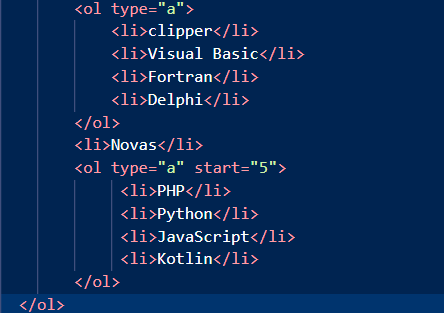 <ol type="a">
<li>clipper</li>
<li>Visual Basic</li>
<li>Fortran</li>
<li>Delphi</li>
</ol>
<li>Novas</li>
<ol type="a" start="5">
<li>PHP</li>
<li>Python</li>
<li>JavaScript</li>
<li>Kotlin</li>
</ol>
</ol>